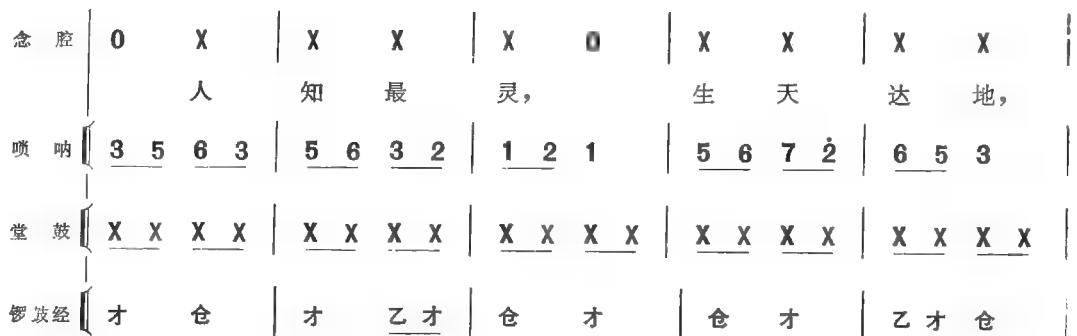 念腔 0 X | X X | X 0 | X X | X X
人 知 最 灵， 生 天 达 地，
唢呐 3 5 6 3 | 5 6 3 2 | 1 2 1 | 5 6 7 2̇ | 6 5 3 |
堂鼓 X X X X | X X X X | X X X X | X X X X | X X X X |
锣鼓经 才 仓 | 才 乙才 | 仓 才 | 仓 才 | 乙才 仓 |